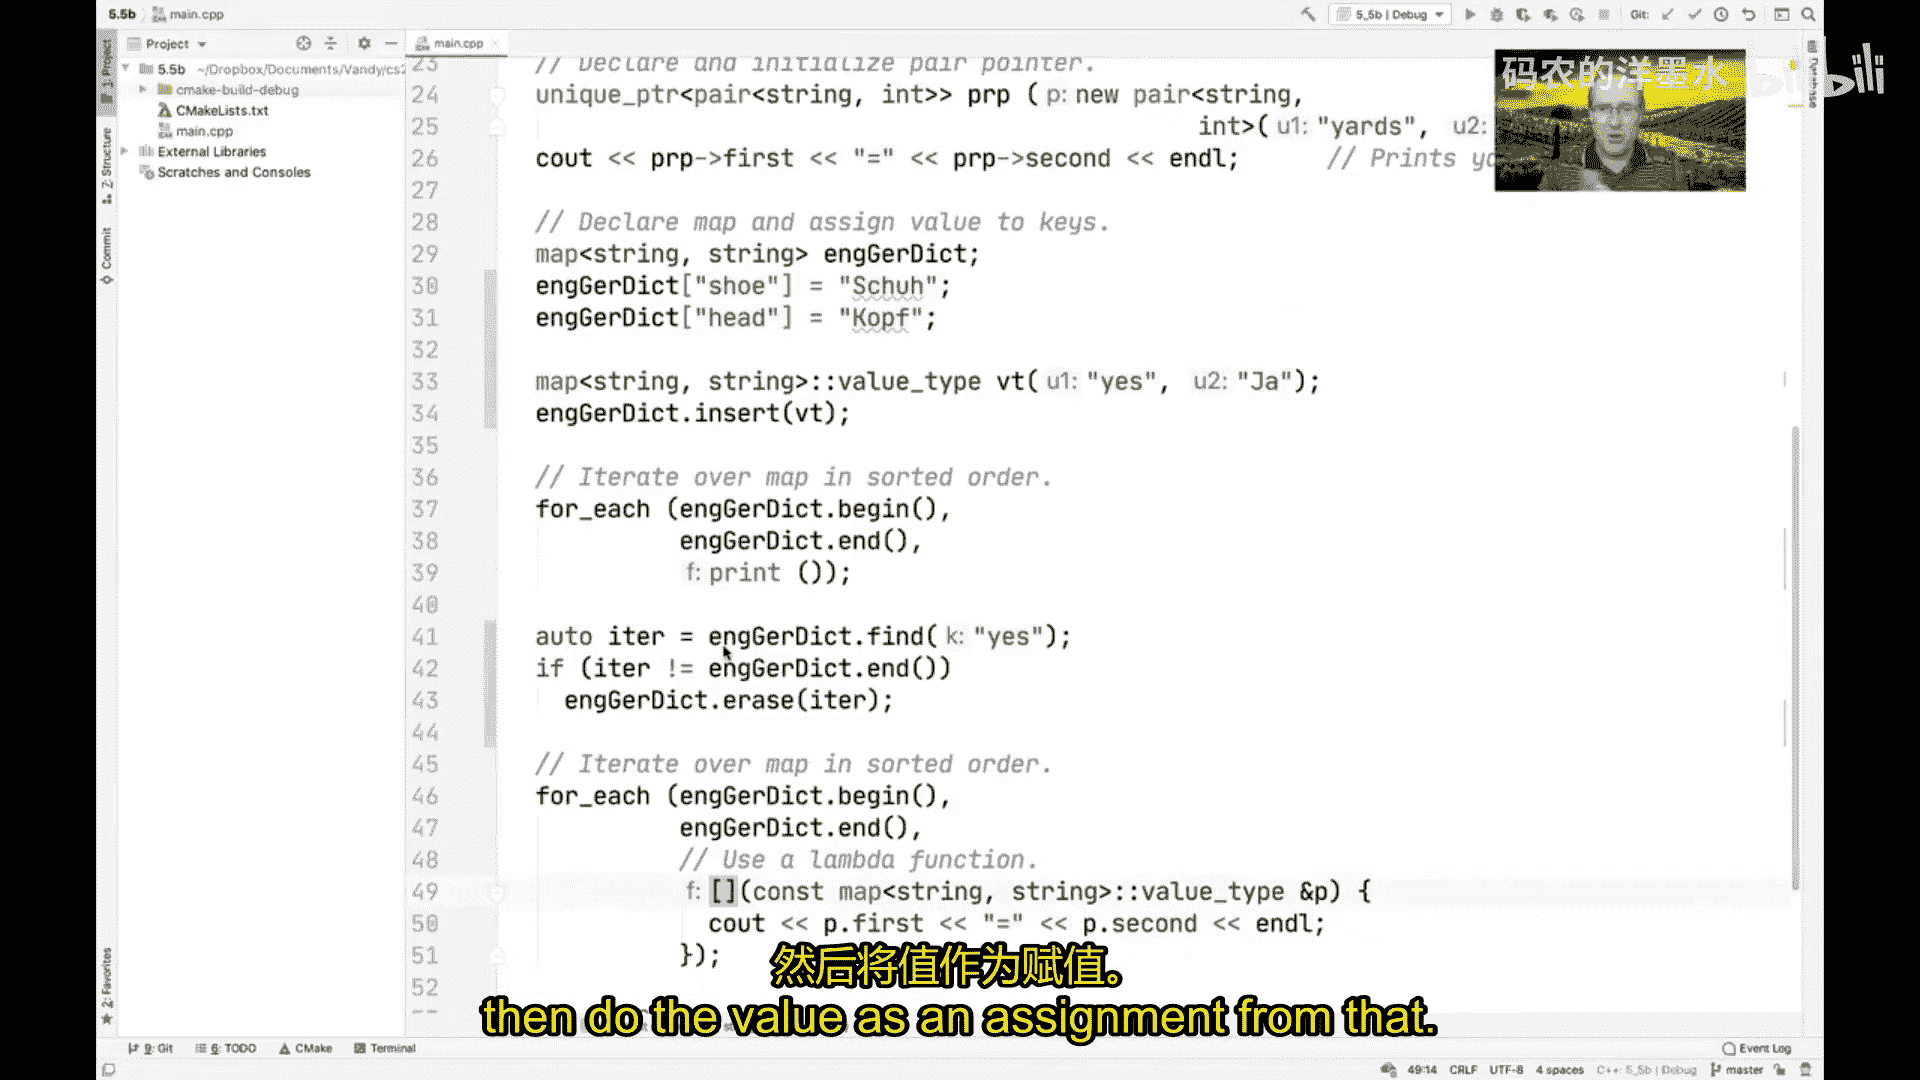 5.5b main.cpp 5_5b | Debug Git:
Project main.cpp
5.5b ~/Dropbox/Documents/Vandy/cs2
cmake-build-debug
CMakeLists.txt
main.cpp
External Libraries
Scratches and Consoles
1: Project
Z: Structure
Commit
2: Favorites
码农的洋墨水
bilibili
Database
23 // Declare and initialize pair pointer.
24 unique_ptr<pair<string, int>> prp ( p: new pair<string,
25 int>( u1: "yards", u2:
26 cout << prp->first << "=" << prp->second << endl; // Prints
27
28 // Declare map and assign value to keys.
29 map<string, string> engGerDict;
30 engGerDict["shoe"] = "Schuh";
31 engGerDict["head"] = "Kopf";
32
33 map<string, string>::value_type vt( u1: "yes", u2: "Ja");
34 engGerDict.insert(vt);
35
36 // Iterate over map in sorted order.
37 for_each (engGerDict.begin(),
38 engGerDict.end(),
39 f: print ());
40
41 auto iter = engGerDict.find( k: "yes");
42 if (iter != engGerDict.end())
43 engGerDict.erase(iter);
44
45 // Iterate over map in sorted order.
46 for_each (engGerDict.begin(),
47 engGerDict.end(),
48 // Use a lambda function.
49 f: [](const map<string, string>::value_type &p) {
50 cout << p.first << "=" << p.second << endl;
51 });
52
然后将值作为赋值。
then do the value as an assignment from that.
9: Git 6: TODO CMake Terminal Event Log
49:14 CRLF UTF-8 4 spaces C++: 5_5b | Debug master